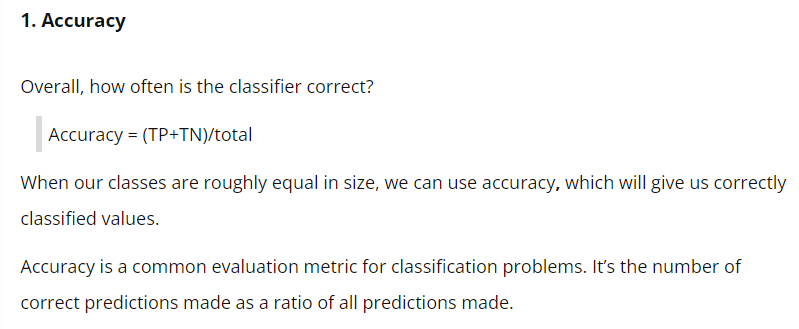 1. Accuracy
Overall, how often is the classifier correct?
Accuracy = (TP+TN)/total
When our classes are roughly equal in size, we can use accuracy, which will give us correctly
classified values.
Accuracy is a common evaluation metric for classification problems. It’s the number of
correct predictions made as a ratio of all predictions made.